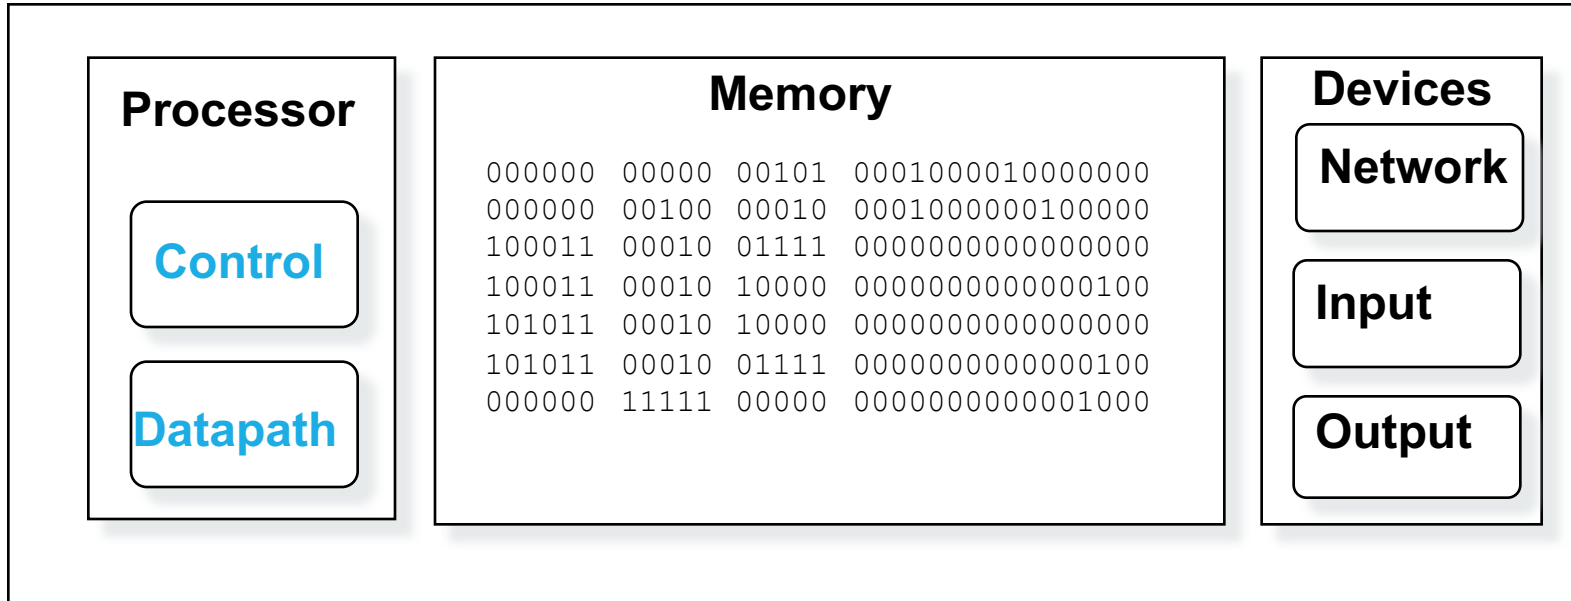 Processor
Control
Datapath
Memory
000000 00000 00101 0001000010000000
000000 00100 00010 0001000000100000
100011 00010 01111 0000000000000000
100011 00010 10000 0000000000000100
101011 00010 10000 0000000000000000
101011 00010 01111 0000000000000100
000000 11111 00000 0000000000001000
Devices
Network
Input
Output